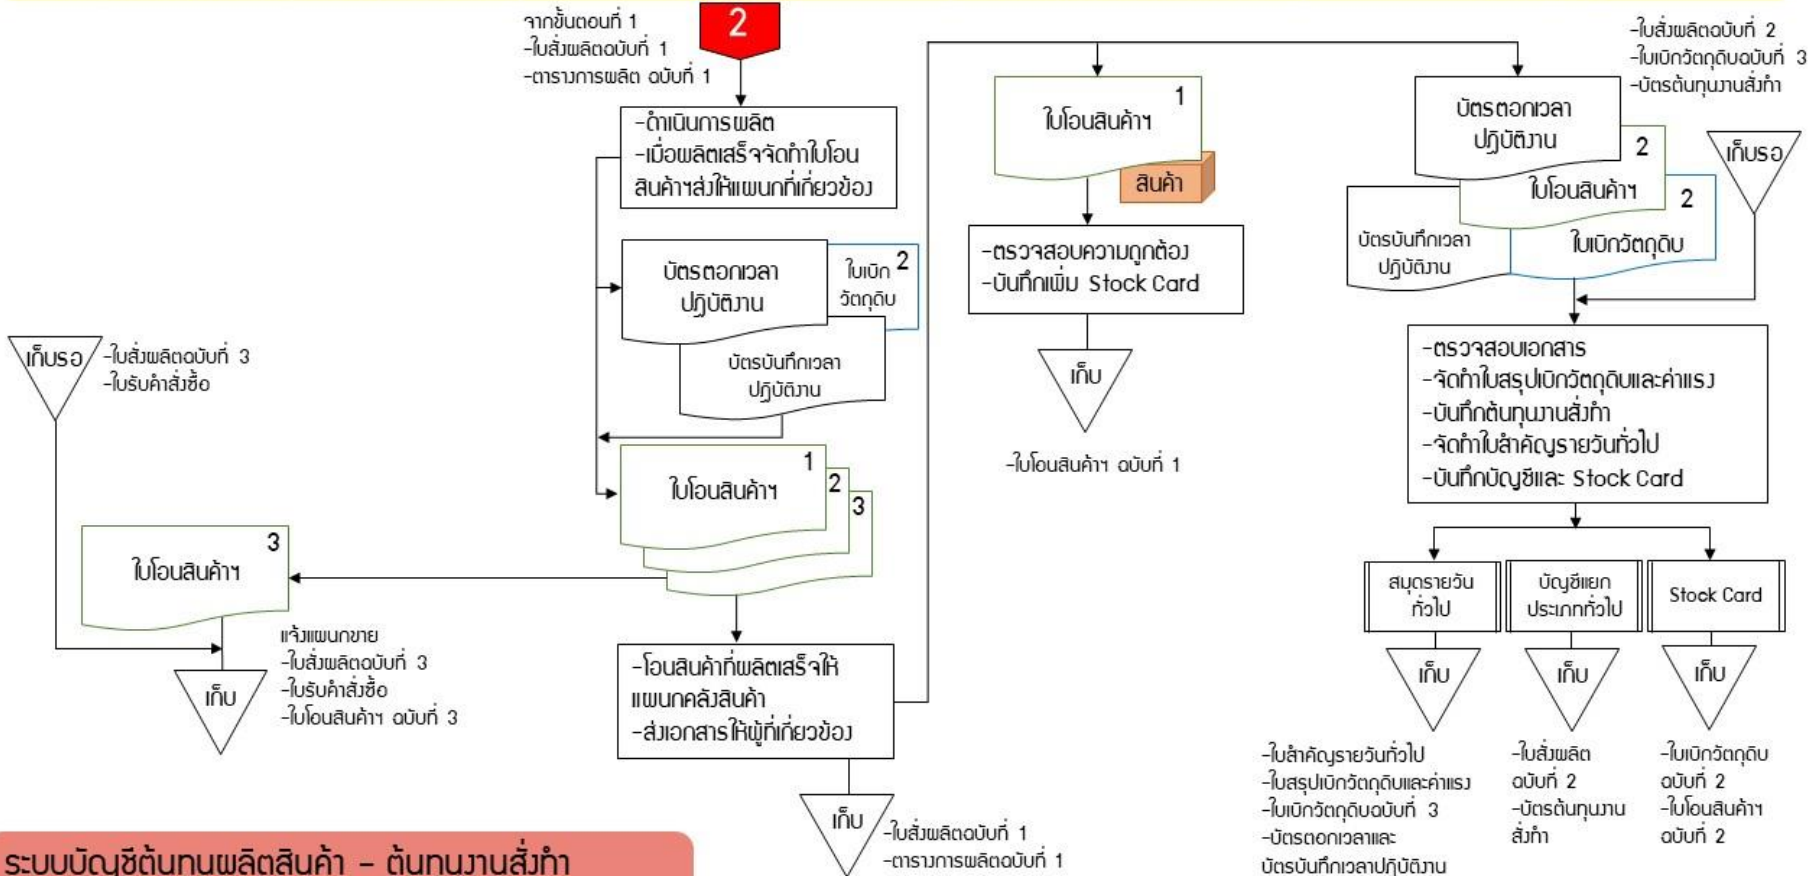 จากขั้นตอนที่ 1
-ใบสั่งผลิตฉบับที่ 1
-ตารางการผลิต ฉบับที่ 1
2
-ดำเนินการผลิต
-เมื่อผลิตเสร็จจัดทำใบโอน
สินค้าฯส่งให้แผนกที่เกี่ยวข้อง
บัตรตอกเวลา
ปฏิบัติงาน
ใบเบิก 2
วัตถุดิบ
บัตรบันทึกเวลา
ปฏิบัติงาน
เก็บรอ
-ใบสั่งผลิตฉบับที่ 3
-ใบรับคำสั่งซื้อ
1
ใบโอนสินค้าฯ
2
3
3
ใบโอนสินค้าฯ
แจ้งแผนกขาย
-ใบสั่งผลิตฉบับที่ 3
-ใบรับคำสั่งซื้อ
-ใบโอนสินค้าฯ ฉบับที่ 3
เก็บ
-โอนสินค้าที่ผลิตเสร็จให้
แผนกคลังสินค้า
-ส่งเอกสารให้ผู้ที่เกี่ยวข้อง
เก็บ
-ใบสั่งผลิตฉบับที่ 1
-ตารางการผลิตฉบับที่ 1
1
ใบโอนสินค้าฯ
สินค้า
-ตรวจสอบความถูกต้อง
-บันทึกเพิ่ม Stock Card
เก็บ
-ใบโอนสินค้าฯ ฉบับที่ 1
-ใบสั่งผลิตฉบับที่ 2
-ใบเบิกวัตถุดิบฉบับที่ 3
-บัตรต้นทุนงานสั่งทำ
บัตรตอกเวลา
ปฏิบัติงาน
2
ใบโอนสินค้าฯ
2
ใบเบิกวัตถุดิบ
บัตรบันทึกเวลา
ปฏิบัติงาน
เก็บรอ
-ตรวจสอบเอกสาร
-จัดทำใบสรุปเบิกวัตถุดิบและค่าแรง
-บันทึกต้นทุนงานสั่งทำ
-จัดทำใบสำคัญรายวันทั่วไป
-บันทึกบัญชีและ Stock Card
สมุดรายวัน
ทั่วไป
บัญชีแยก
ประเภททั่วไป
Stock Card
เก็บ
เก็บ
เก็บ
-ใบสำคัญรายวันทั่วไป
-ใบสรุปเบิกวัตถุดิบและค่าแรง
-ใบเบิกวัตถุดิบฉบับที่ 3
-บัตรตอกเวลาและ
บัตรบันทึกเวลาปฏิบัติงาน
-ใบสั่งผลิต
ฉบับที่ 2
-บัตรต้นทุนงาน
สั่งทำ
-ใบเบิกวัตถุดิบ
ฉบับที่ 2
-ใบโอนสินค้าฯ
ฉบับที่ 2
ระบบบัญชีต้นทุนผลิตสินค้า – ต้นทุนงานสั่งทำ